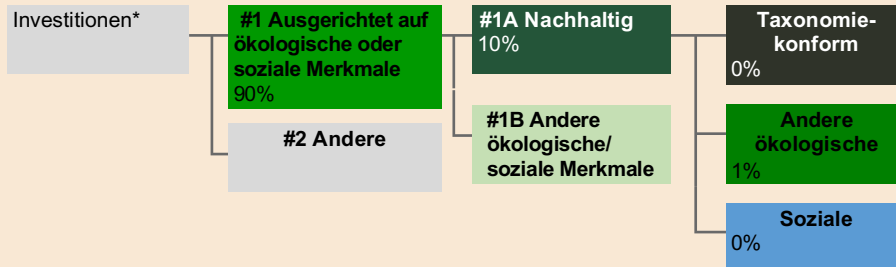 Investitionen*
#1 Ausgerichtet auf
ökologische oder
soziale Merkmale
90%
#2 Andere
#1A Nachhaltig
10%
#1B Andere
ökologische/
soziale Merkmale
Taxonomie-
konform
0%
Andere
ökologische
1%
Soziale
0%